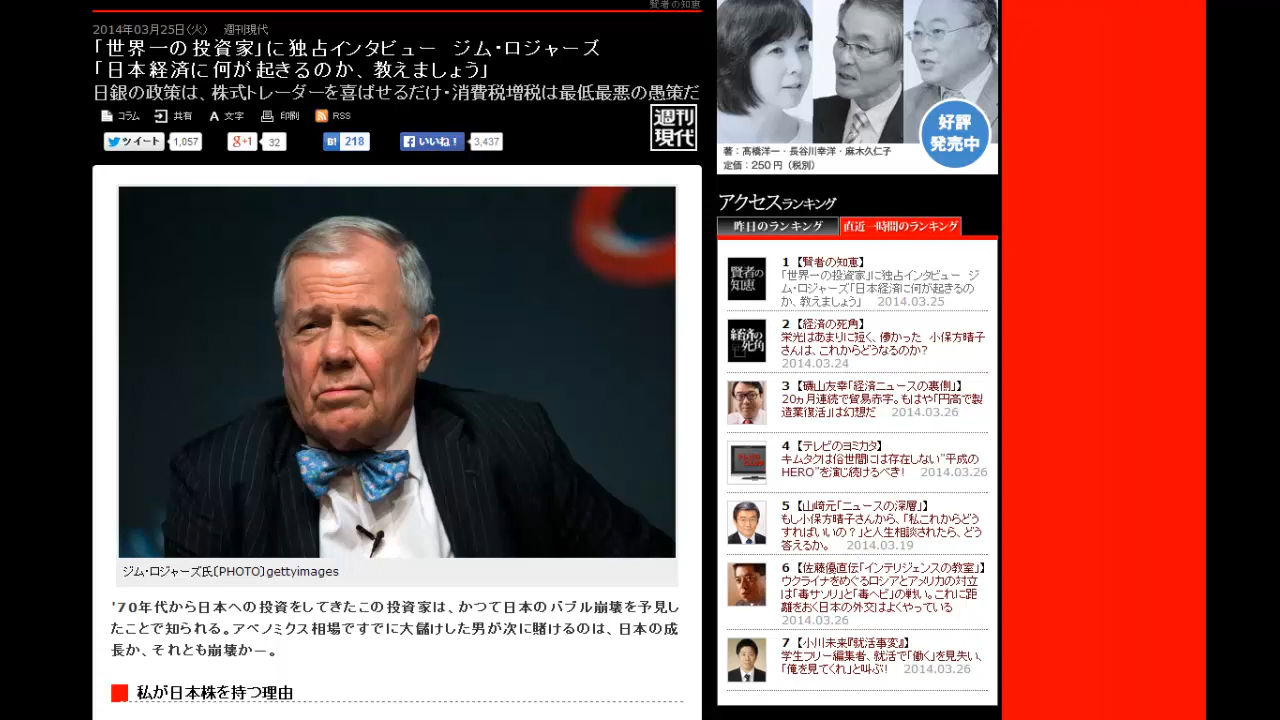 賢者の知恵
2014年03月25日(火)　週刊現代
「世界一の投資家」に独占インタビュー　ジム・ロジャーズ
「日本経済に何が起きるのか、教えましょう」
日銀の政策は、株式トレーダーを喜ばせるだけ・消費税増税は最低最悪の愚策だ
コラム 共有 A 文字 印刷 RSS
週刊
現代
ツイート 1,057 g+1 32 B! 218 いいね！ 3,437
ジム・ロジャーズ氏〔PHOTO〕gettyimages
'70年代から日本への投資をしてきたこの投資家は、かつて日本のバブル崩壊を予見し
たことで知られる。アベノミクス相場ですでに大儲けした男が次に賭けるのは、日本の成
長か、それとも崩壊か―。
私が日本株を持つ理由
好評
発売中
著：髙橋洋一・長谷川幸洋・麻木久仁子
定価：250円（税別）
アクセスランキング
昨日のランキング 直近一時間のランキング
賢者の
知恵
1 【賢者の知恵】
「世界一の投資家」に独占インタビュー　ジ
ム・ロジャーズ「日本経済に何が起きるの
か、教えましょう」 2014.03.25
経済の
死角
2 【経済の死角】
栄光はあまりに短く、儚かった　小保方晴子
さんは、これからどうなるのか?
2014.03.24
3 【磯山友幸「経済ニュースの裏側」】
20ヵ月連続で貿易赤字。もはや「円高で製
造業復活」は幻想だ 2014.03.26
4 【テレビのヨミカタ】
キムタクは俗世間には存在しない"平成の
HERO"を演じ続けるべき! 2014.03.26
5 【山崎元「ニュースの深層」】
もし小保方晴子さんから、「私これからどう
すればいいの？」と人生相談されたら、どう
答えるか。 2014.03.19
6 【佐藤優直伝「インテリジェンスの教室」】
ウクライナをめぐるロシアとアメリカの対立
は「毒サソリ」と「毒ヘビ」の戦い。これに距
離をおく日本の外交はよくやっている
2014.03.26
7 【小川未来『就活事変』】
学生フリー編集者、就活で「働く」を見失い、
「俺を見てくれ」と叫ぶ! 2014.03.26